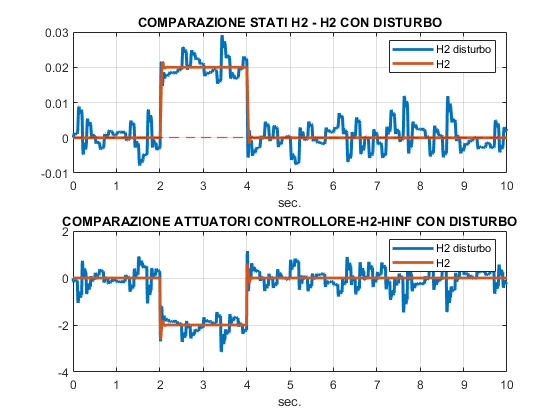 COMPARAZIONE STATI H2 - H2 CON DISTURBO
0.03
0.02
0.01
0
-0.01
H2 disturbo
H2
0 1 2 3 4 5 6 7 8 9 10
sec.
COMPARAZIONE ATTUATORI CONTROLLORE-H2-HINF CON DISTURBO
2
0
-2
-4
H2 disturbo
H2
0 1 2 3 4 5 6 7 8 9 10
sec.